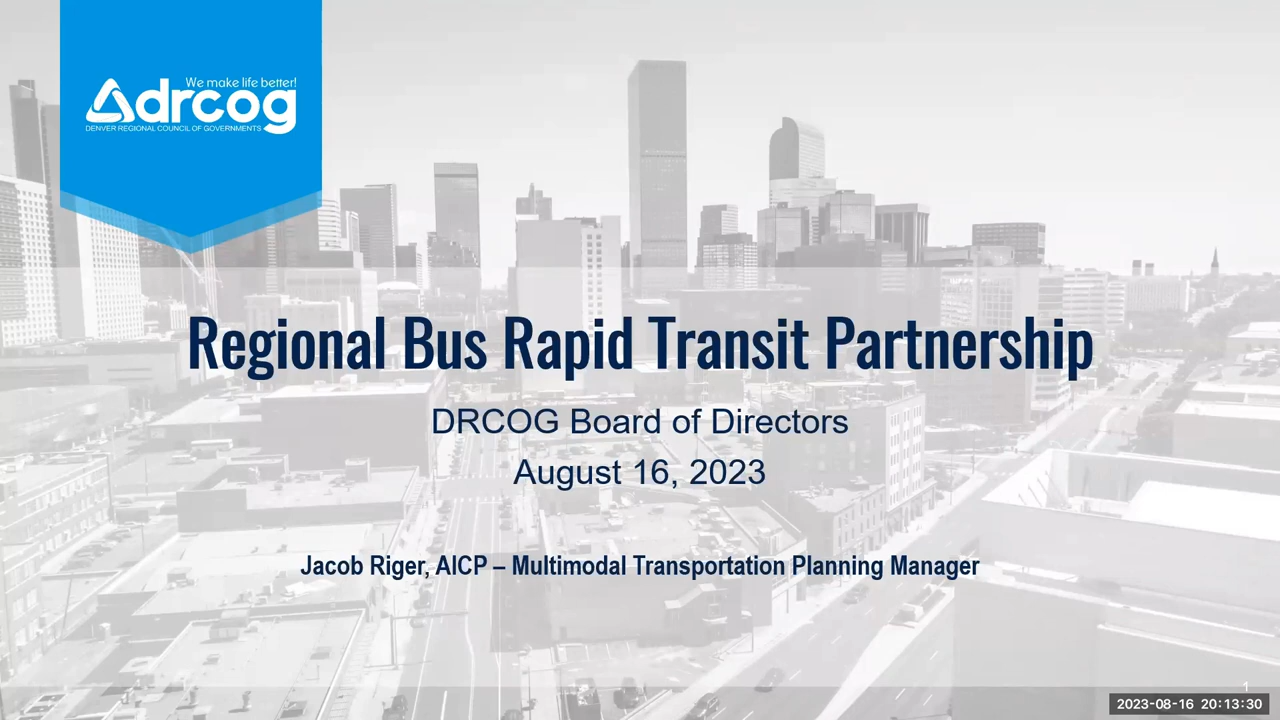 We make life better!
drcog
DENVER REGIONAL COUNCIL OF GOVERNMENTS
Regional Bus Rapid Transit Partnership
DRCOG Board of Directors
August 16, 2023
Jacob Riger, AICP – Multimodal Transportation Planning Manager
1
2023-08-16 20:13:30